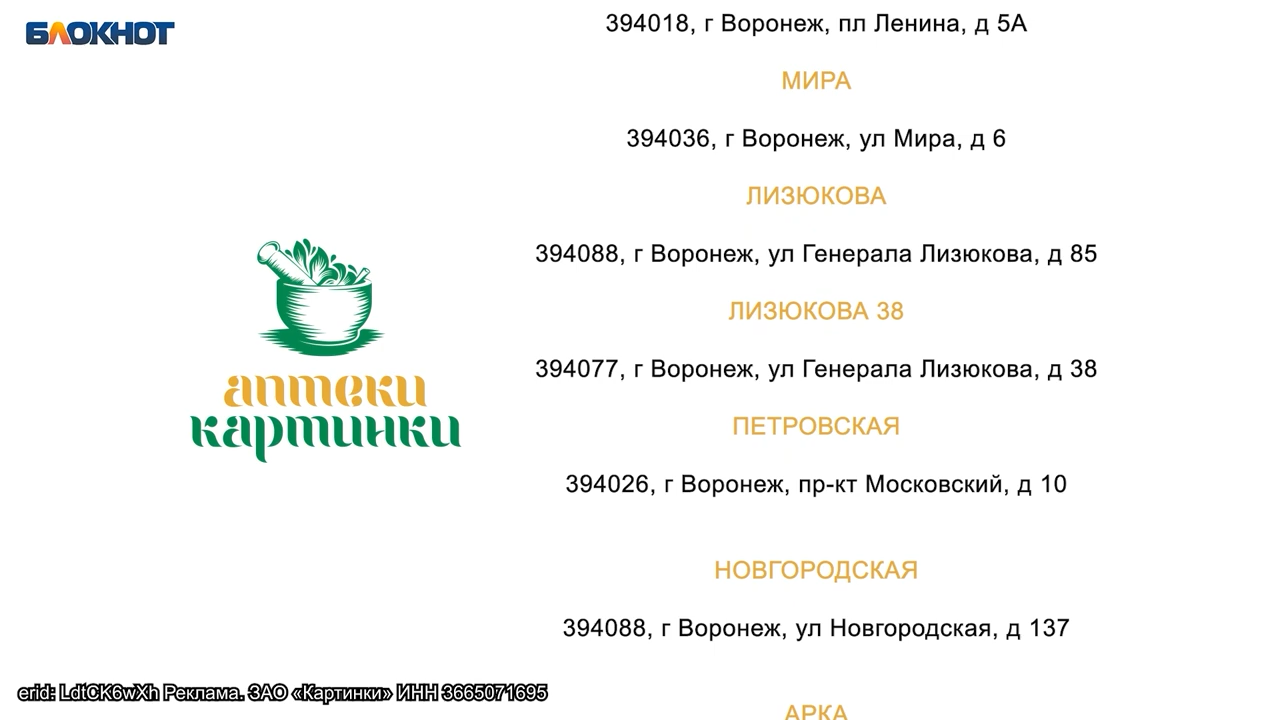 БЛОКНОТ
394018, г Воронеж, пл Ленина, д 5А
МИРА
394036, г Воронеж, ул Мира, д 6
ЛИЗЮКОВА
394088, г Воронеж, ул Генерала Лизюкова, д 85
ЛИЗЮКОВА 38
394077, г Воронеж, ул Генерала Лизюкова, д 38
ПЕТРОВСКАЯ
394026, г Воронеж, пр-кт Московский, д 10
НОВГОРОДСКАЯ
394088, г Воронеж, ул Новгородская, д 137
АРКА
аптеки
картинки
erid: LdtCK6wXh Реклама. ЗАО «Картинки» ИНН 3665071695